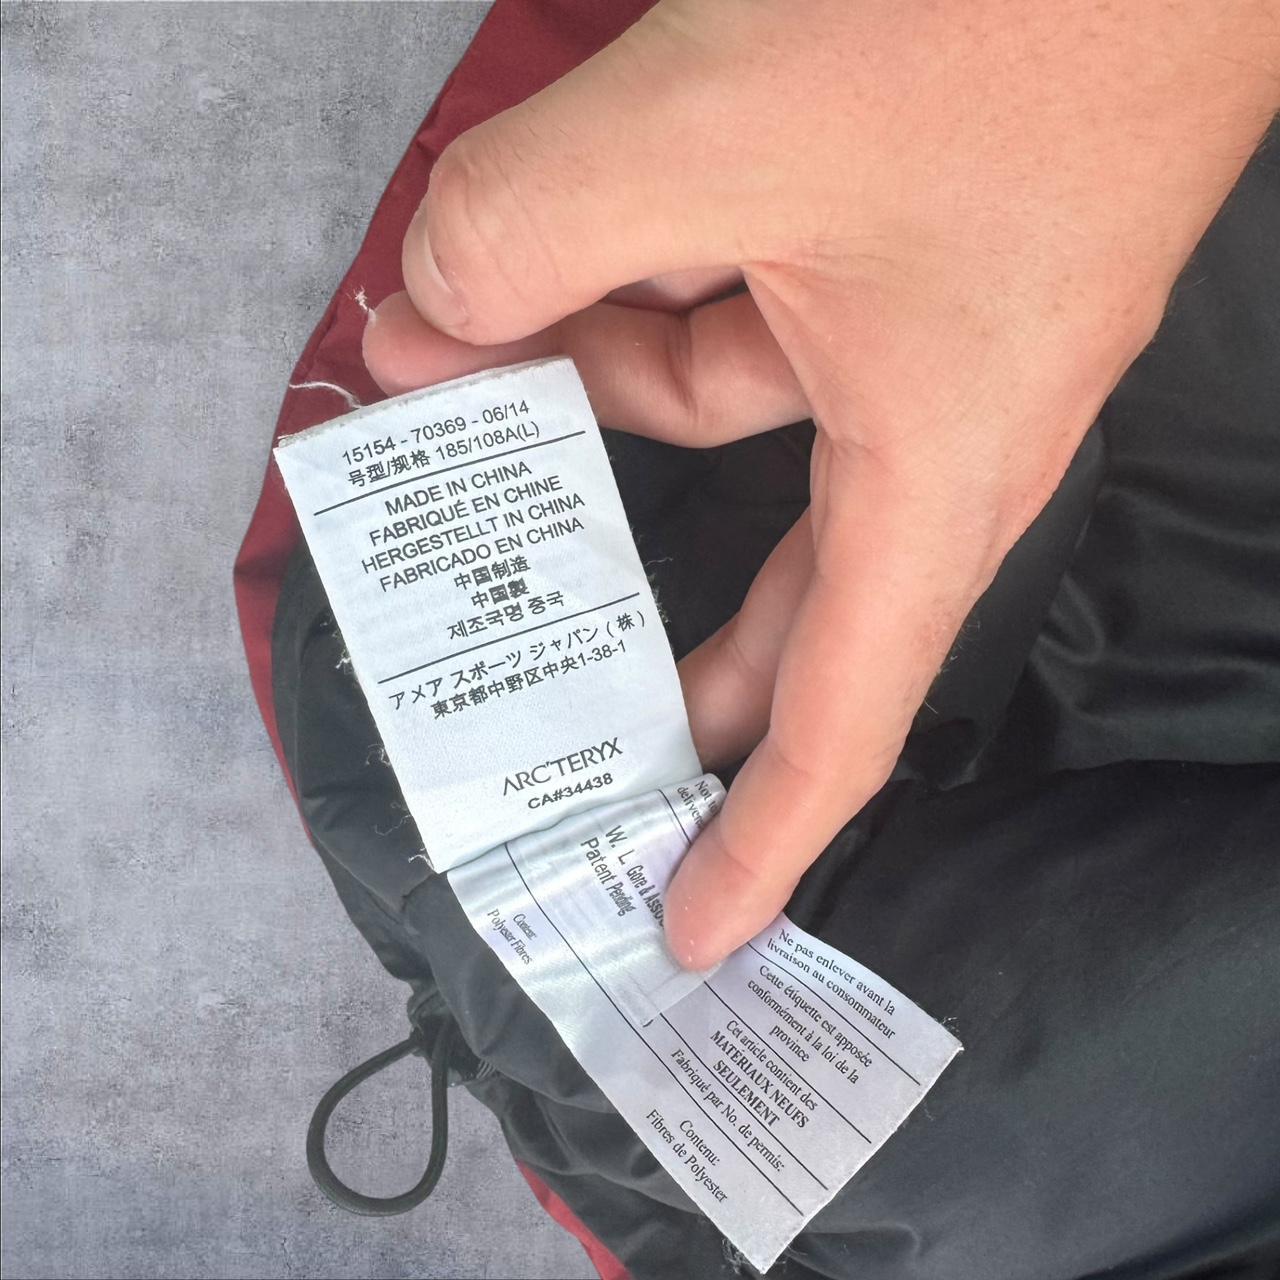 15154 - 70369 - 06/14
号型/规格 185/108A(L)
MADE IN CHINA
FABRIQUÉ EN CHINE
HERGESTELLT IN CHINA
FABRICADO EN CHINA
中国制造
中国製
제조국명 중국
アメア スポーツ ジャパン ( 株 )
東京都中野区中央1-38-1
ARC'TERYX
CA#34438
Not to
W. L. Gore & Assoc
Patent Pending
Content:
Polyester Fibres
Ne pas enlever avant la
livraison au consommateur
Cette étiquette est apposée
conformément à la loi de la
province
Cet article contient des
MATERIAUX NEUFS
SEULEMENT
Fabriqué par No. de permis:
Contenu:
Fibres de Polyester